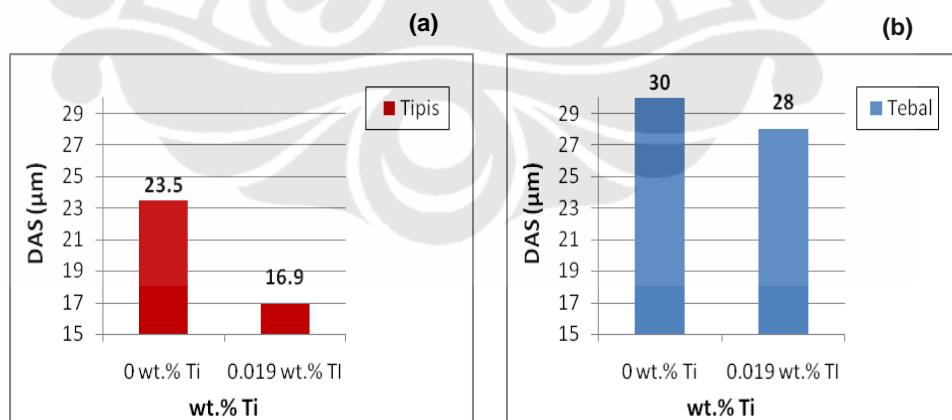 (a)
Tipis
DAS (µm)
29
27
25
23
21
19
17
15
23.5
16.9
0 wt.% Ti
0.019 wt.% TI
wt.% Ti
(b)
Tebal
DAS (µm)
29
27
25
23
21
19
17
15
30
28
0 wt.% Ti
0.019 wt.% TI
wt.% Ti